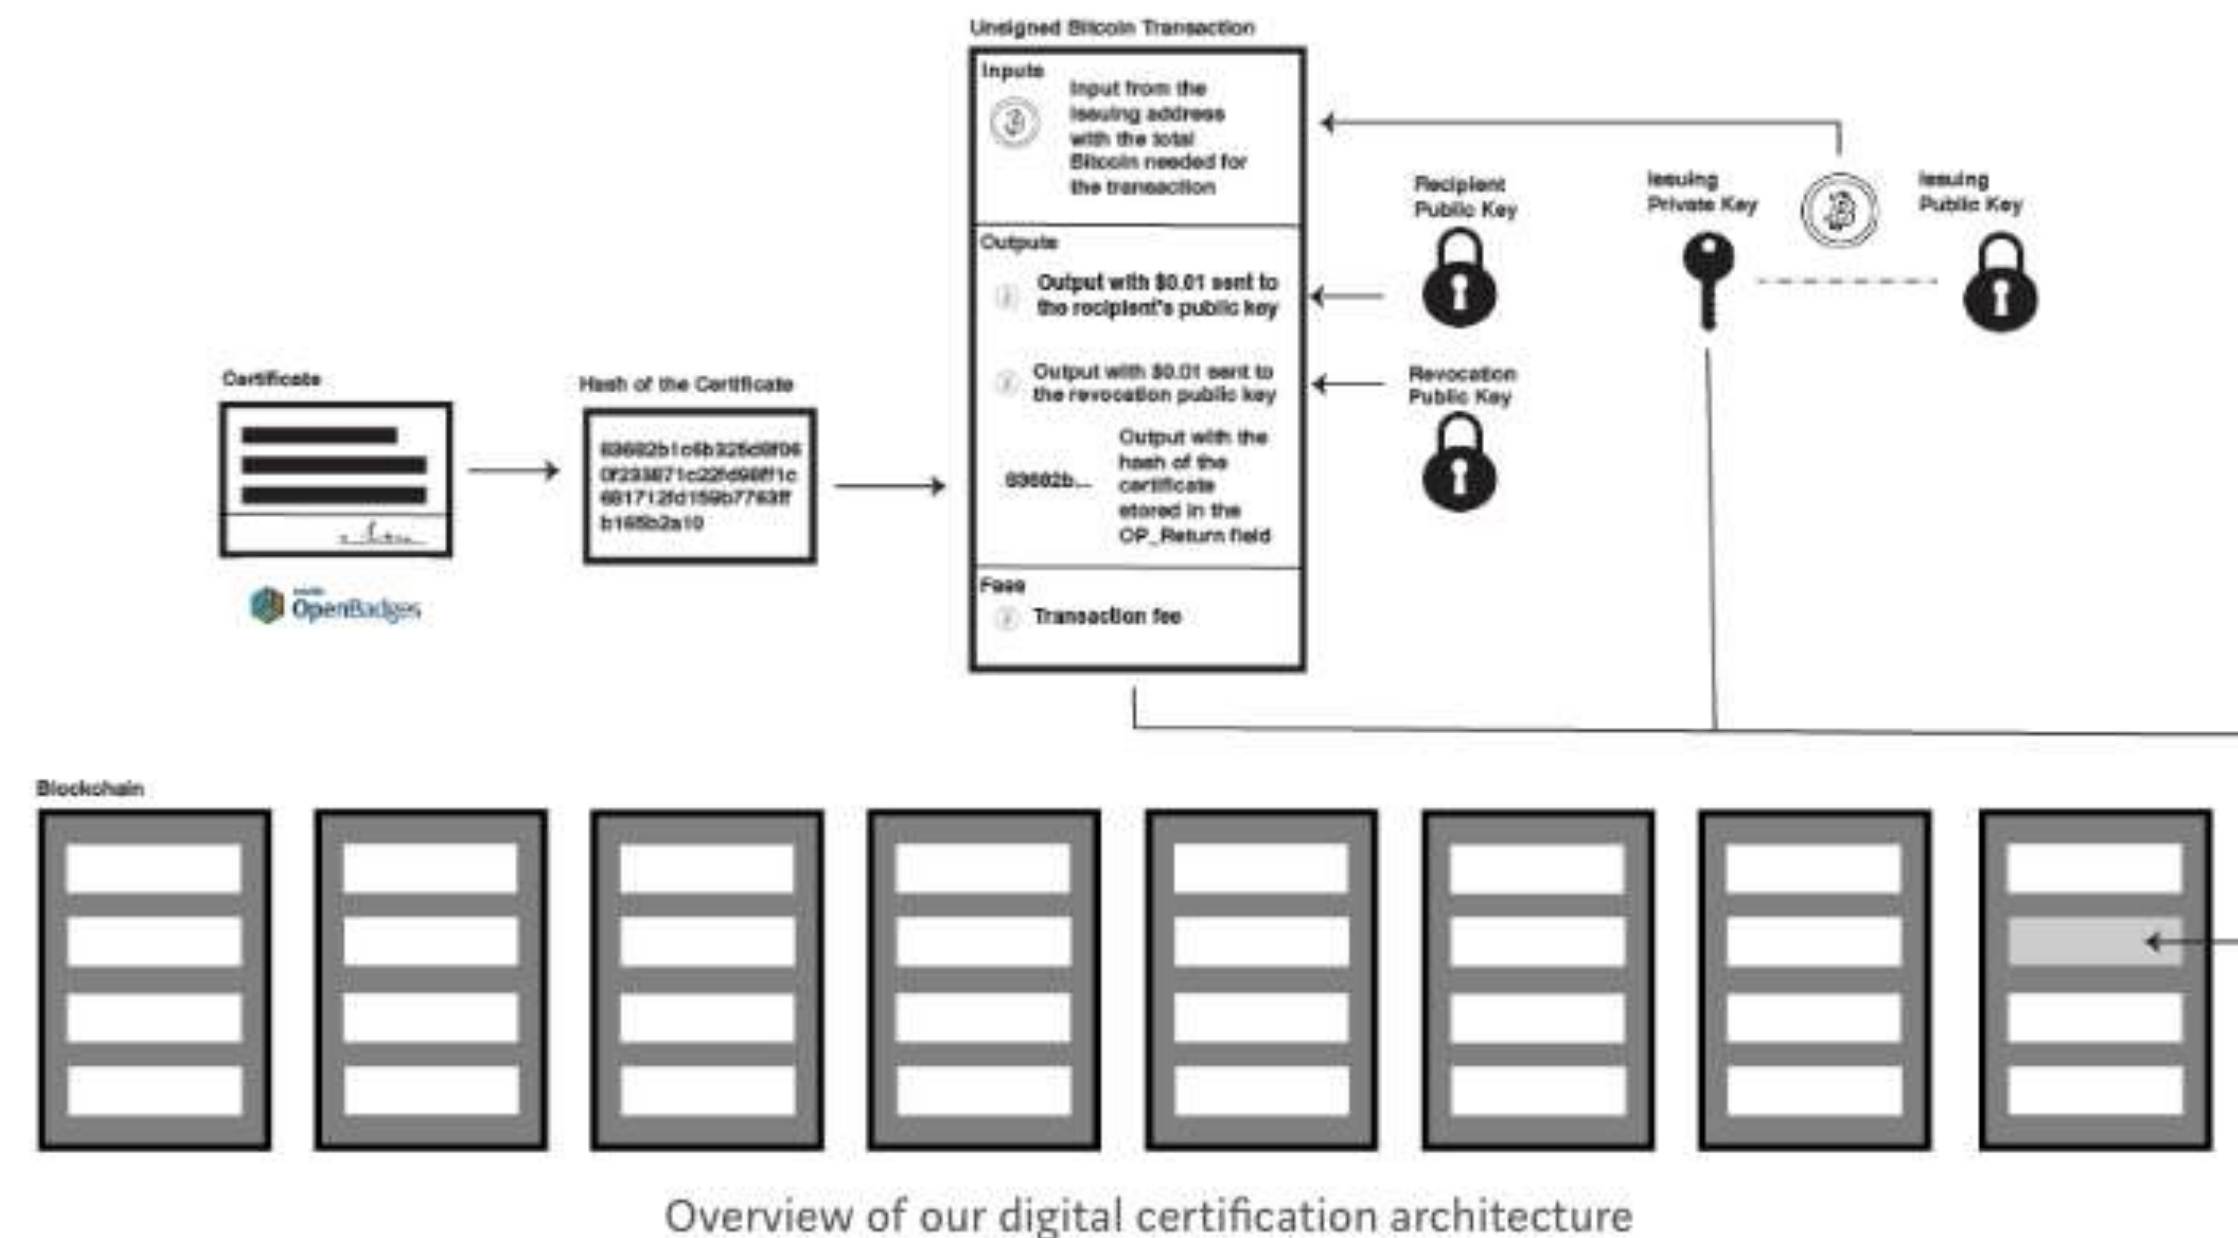 Unsigned Bitcoin Transaction
Inputs
Input from the
issuing address
with the total
Bitcoin needed for
the transaction
Outputs
Output with $0.01 sent to
the recipient's public key
Output with $0.01 sent to
the revocation public key
Output with the
hash of the
certificate
stored in the
OP_Return field
Fees
Transaction fee
Recipient
Public Key
Issuing
Private Key
Issuing
Public Key
Revocation
Public Key
Certificate
OpenBadges
Hash of the Certificate
b165b2a10
Blockchain
Overview of our digital certification architecture